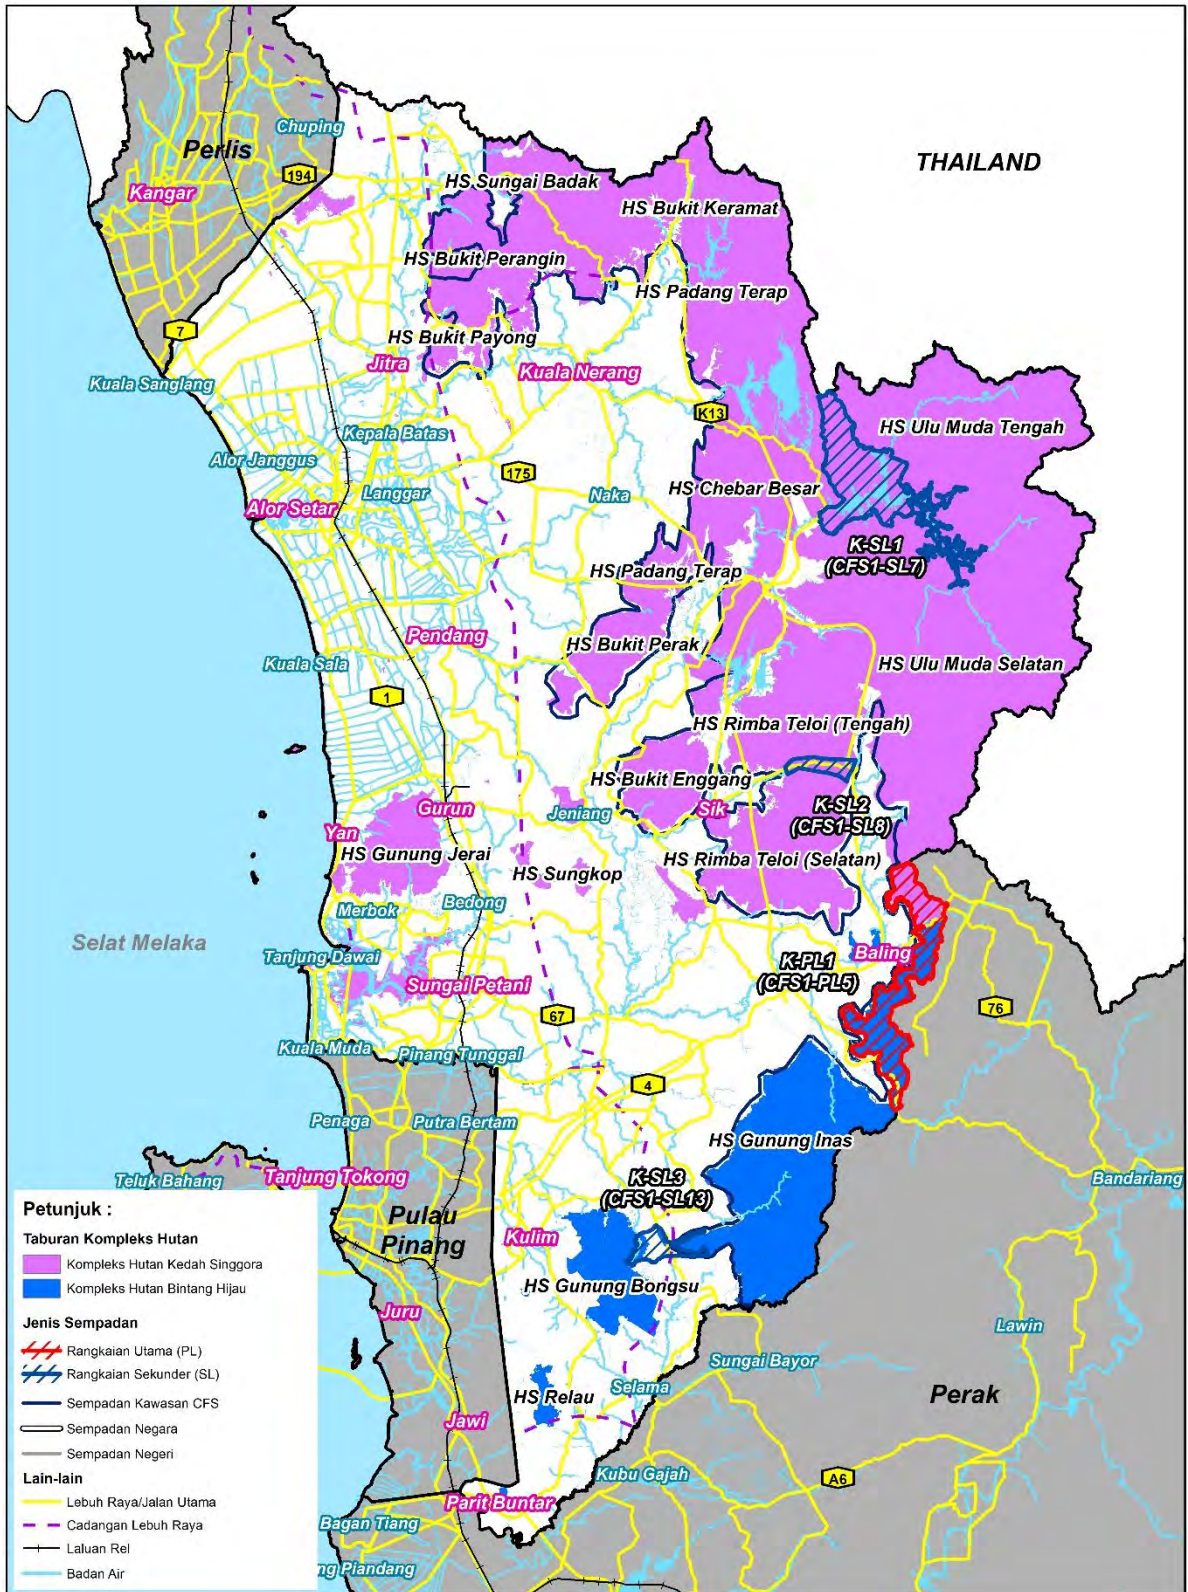 Chuping
Perlis
THAILAND
194
HS Sungai Badak
Kangar
HS Bukit Keramat
HS Bukit Perangin
HS Padang Terap
7
HS Bukit Payong
Jitra
Kuala Nerang
Kuala Sanglang
K13
HS Ulu Muda Tengah
Kepala Batas
Alor Janggus
175
Langgar
Naka
HS Chebar Besar
Alor Setar
K-SL1
(CFS1-SL7)
HS Padang Terap
Pendang
HS Bukit Perak
Kuala Sala
HS Ulu Muda Selatan
1
HS Rimba Teloi (Tengah)
HS Bukit Enggang
Gurun
Jeniang
Sik
K-SL2
(CFS1-SL8)
Yan
HS Gunung Jerai
HS Rimba Teloi (Selatan)
HS Sungkop
Bedong
Merbok
Selat Melaka
Tanjung Dawai
Baling
K-PL1
(CFS1-PL5)
Sungai Petani
67
76
Kuala Muda
Pinang Tunggal
4
Penaga
Putra Bertam
HS Gunung Inas
Teluk Bahang
Tanjung Tokong
Bandariang
K-SL3
(CFS1-SL13)
Pulau
Pinang
Kulim
HS Gunung Bongsu
Juru
Lawin
Sungai Bayor
HS Relau
Selama
Perak
Jawi
Kubu Gajah
A6
Parit Buntar
Bagan Tiang
ng Piandang
Petunjuk :
Taburan Kompleks Hutan
Kompleks Hutan Kedah Singgora
Kompleks Hutan Bintang Hijau
Jenis Sempadan
Rangkaian Utama (PL)
Rangkaian Sekunder (SL)
Sempadan Kawasan CFS
Sempadan Negara
Sempadan Negeri
Lain-lain
Lebuh Raya/Jalan Utama
Cadangan Lebuh Raya
Laluan Rel
Badan Air